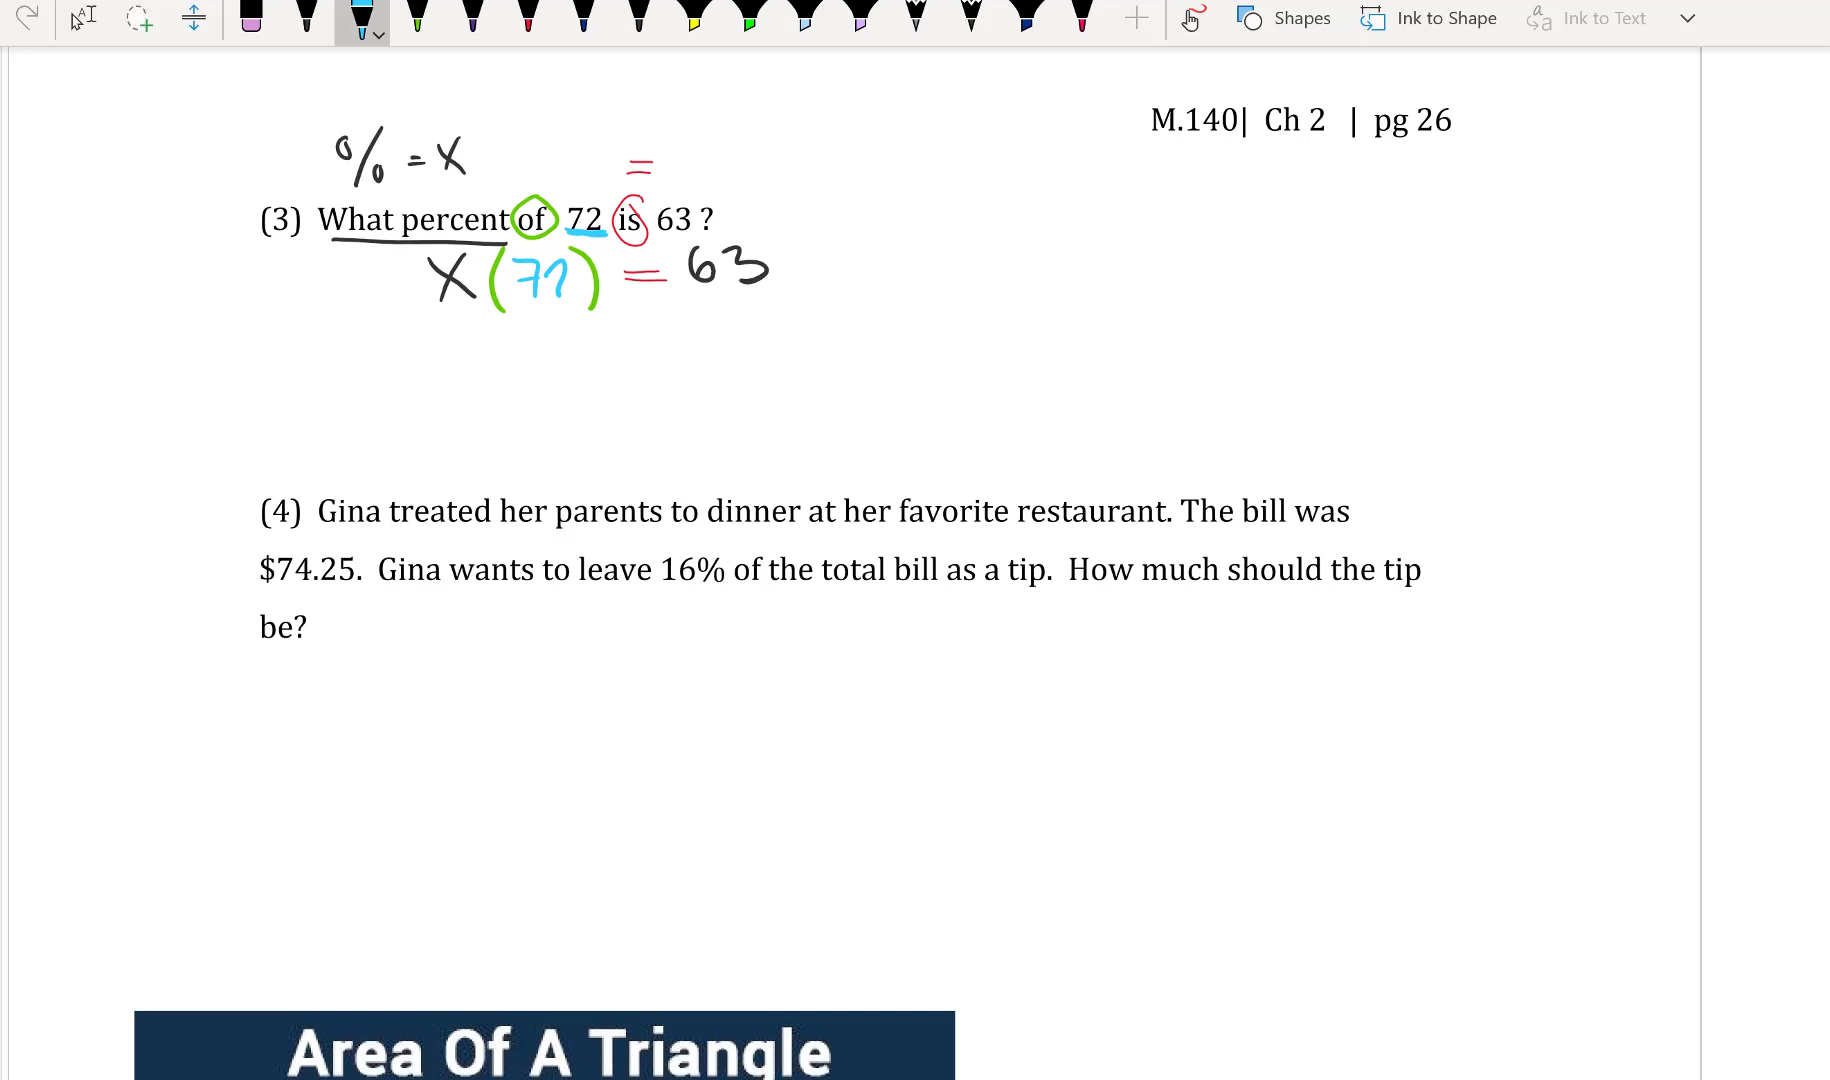 Shapes Ink to Shape Ink to Text
M.140| Ch 2 | pg 26
% = X
=
(3) What percent of 72 is 63 ?
X (72) = 63
(4) Gina treated her parents to dinner at her favorite restaurant. The bill was
$74.25. Gina wants to leave 16% of the total bill as a tip. How much should the tip
be?
Area Of A Triangle